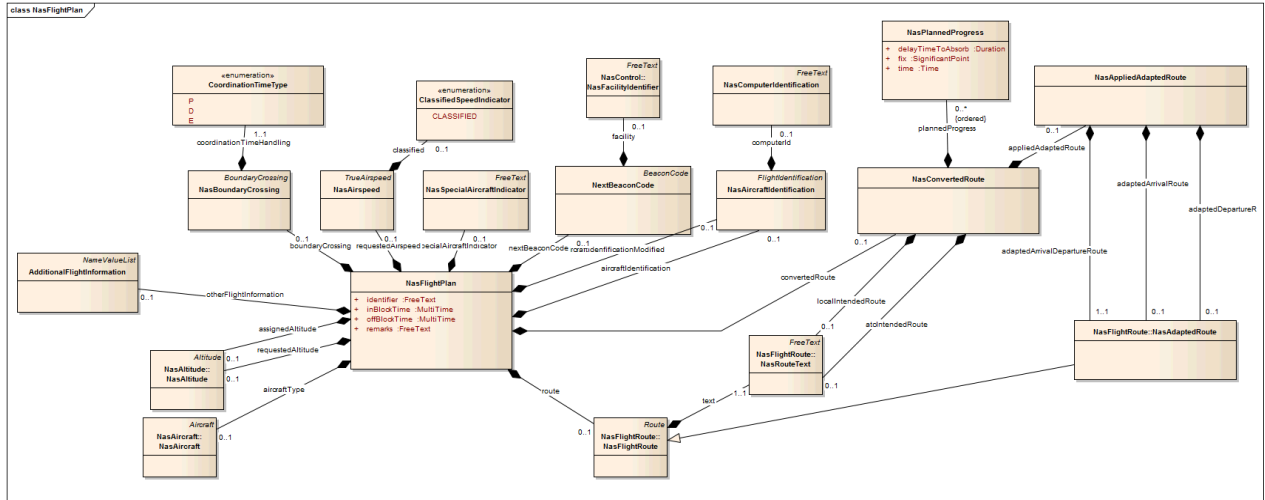 class NasFlightPlan
NasPlannedProgress
+ delayTimeToAbsorb :Duration
+ fix :SignificantPoint
+ time :Time
«enumeration»
CoordinationTimeType
P
D
E
«enumeration»
ClassifiedSpeedIndicator
CLASSIFIED
FreeText
NasControl::
NasFacilityIdentifier
FreeText
NasComputerIdentification
NasAppliedAdaptedRoute
1..1
coordinationTimeHandling
0..1
classified
0..1
facility
0..1
computerId
0..*
{ordered}
plannedProgress
0..1
appliedAdaptedRoute
BoundaryCrossing
NasBoundaryCrossing
TrueAirspeed
NasAirspeed
FreeText
NasSpecialAircraftIndicator
BeaconCode
NextBeaconCode
FlightIdentification
NasAircraftIdentification
NasConvertedRoute
adaptedArrivalRoute
adaptedDepartureR
adaptedArrivalDepartureRoute
0..1
boundaryCrossing
0..1
requestedAirspeed
0..1
pecialAircraftIndicator
0..1
nextBeaconCode
0..1
0..1
aircraftIdentification
0..1
convertedRoute
NameValueList
AdditionalFlightInformation
0..1
otherFlightInformation
NasFlightPlan
+ identifier :FreeText
+ inBlockTime :MultiTime
+ offBlockTime :MultiTime
+ remarks :FreeText
localIntendedRoute
0..1
atoIntendedRoute
0..1
1..1
0..1
0..1
NasFlightRoute::NasAdaptedRoute
assignedAltitude
0..1
requestedAltitude
0..1
Altitude
NasAltitude::
NasAltitude
FreeText
NasFlightRoute::
NasRouteText
aircraftType
0..1
Aircraft
NasAircraft::
NasAircraft
route
0..1
text
1..1
Route
NasFlightRoute::
NasFlightRoute